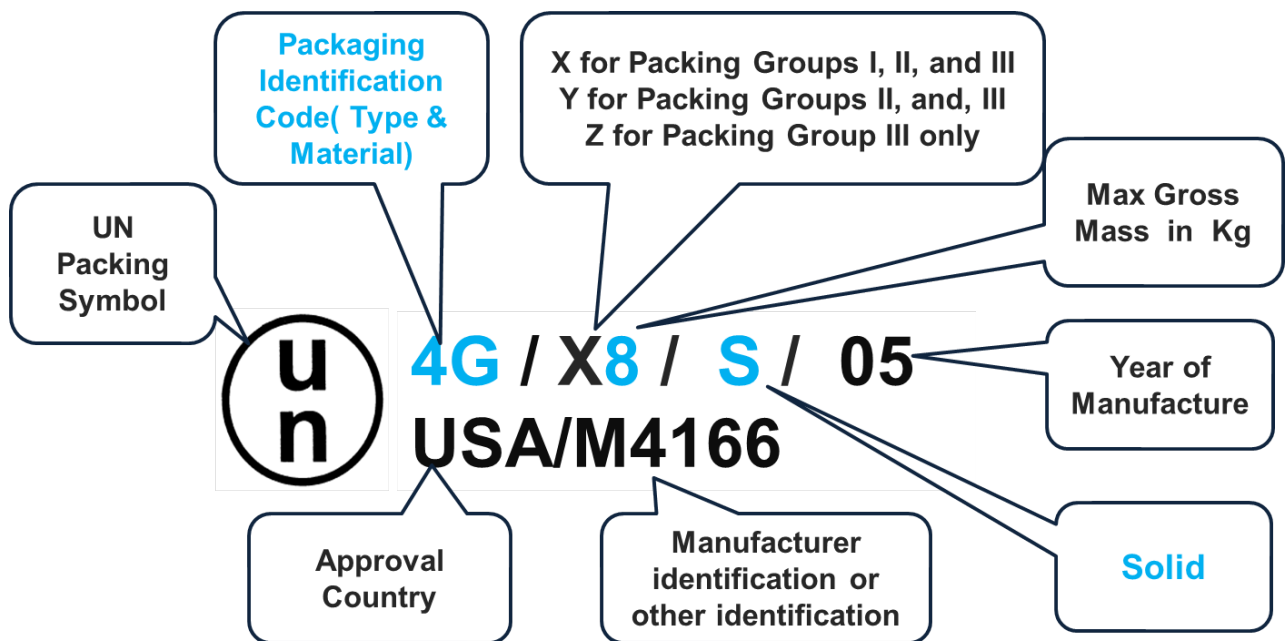 Packaging
Identification
Code( Type &
Material)
X for Packing Groups I, II, and III
Y for Packing Groups II, and, III
Z for Packing Group III only
Max Gross
Mass in Kg
UN
Packing
Symbol
u
n
4G / X8 / S / 05
USA/M4166
Year of
Manufacture
Approval
Country
Manufacturer
identification or
other identification
Solid